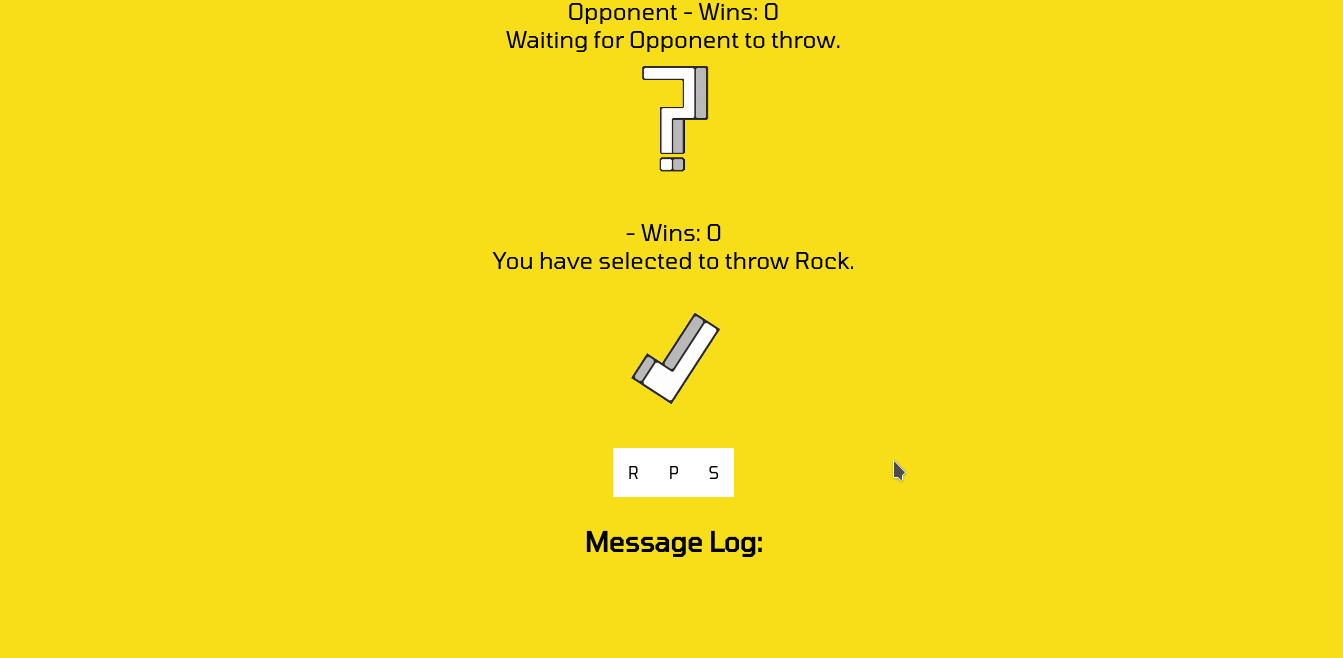 Opponent - Wins: 0
Waiting for Opponent to throw.
?
- Wins: 0
You have selected to throw Rock.
R P S
Message Log: